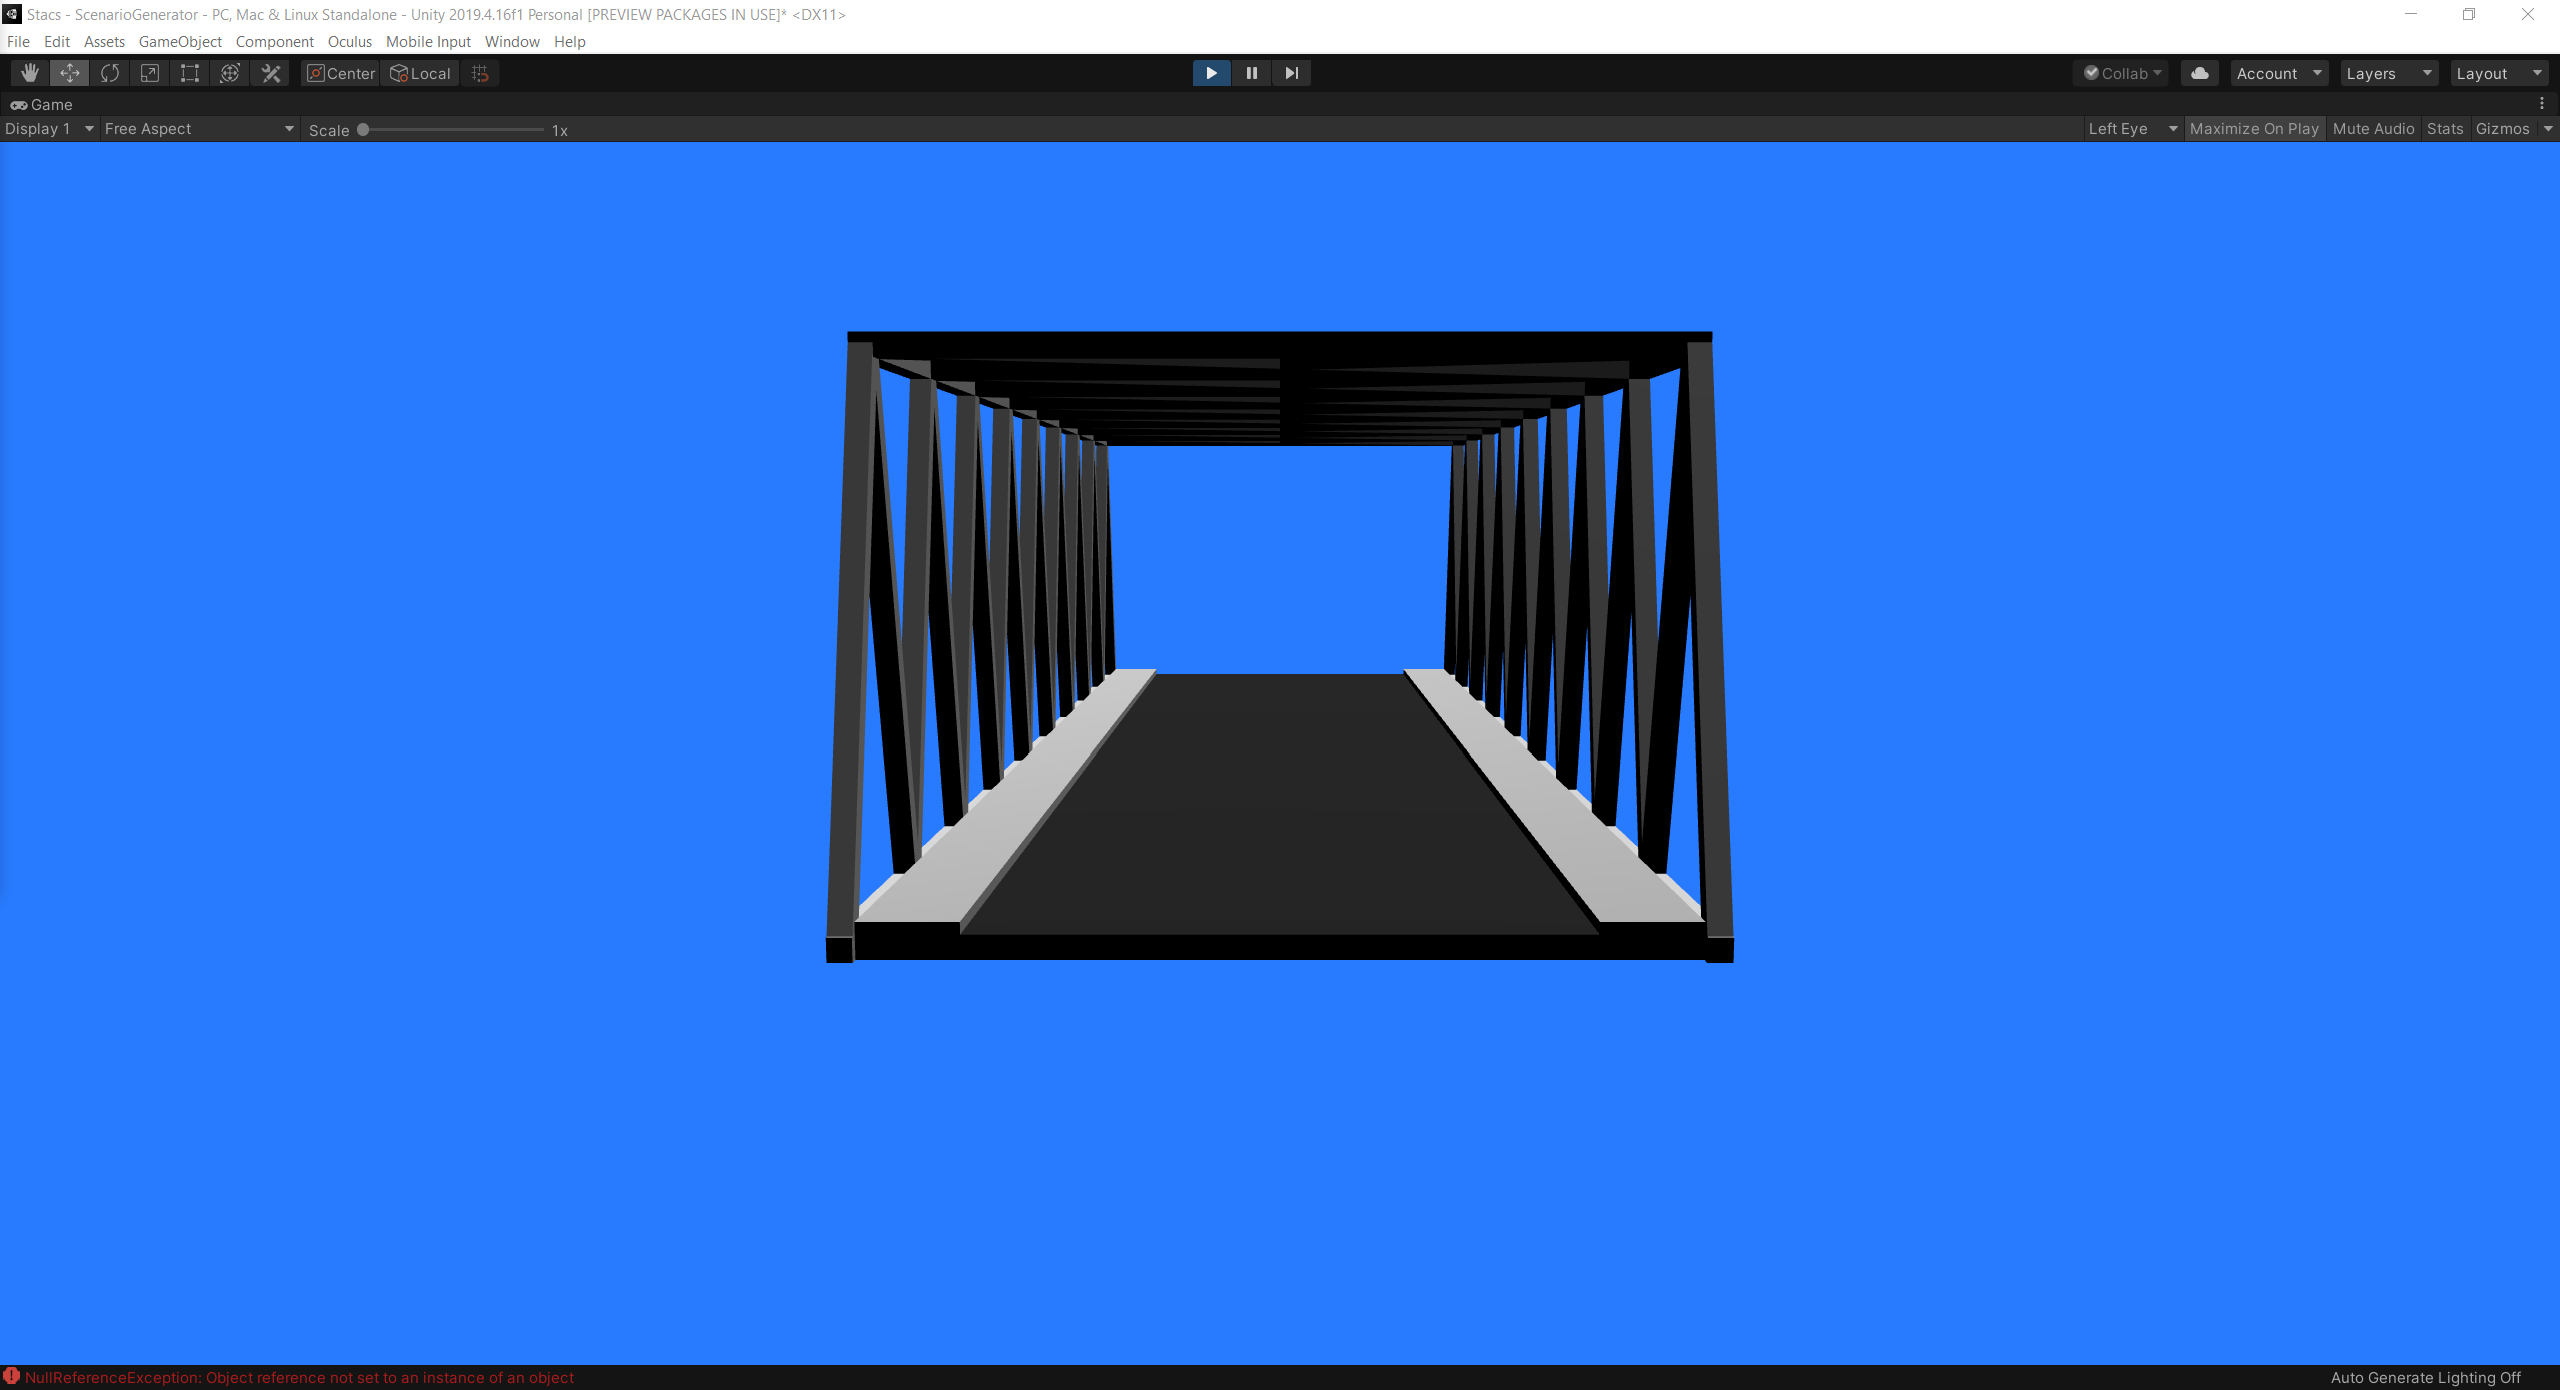 Stacs - ScenarioGenerator - PC, Mac & Linux Standalone - Unity 2019.4.16f1 Personal [PREVIEW PACKAGES IN USE]* <DX11>
File Edit Assets GameObject Component Oculus Mobile Input Window Help
Center Local Collab Account Layers Layout
Game
Display 1 Free Aspect Scale 1x Left Eye Maximize On Play Mute Audio Stats Gizmos
NullReferenceException: Object reference not set to an instance of an object Auto Generate Lighting Off